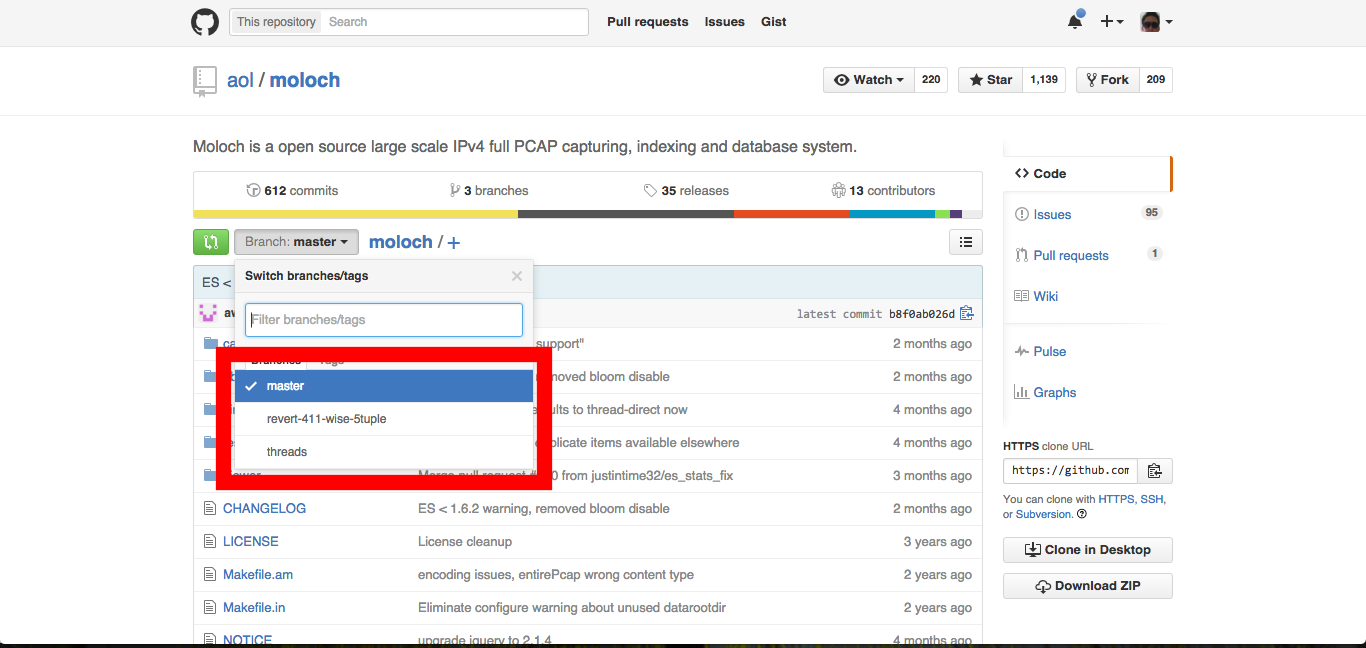 This repository Search Pull requests Issues Gist
aol / moloch Watch 220 Star 1,139 Fork 209
Moloch is a open source large scale IPv4 full PCAP capturing, indexing and database system.
612 commits 3 branches 35 releases 13 contributors
Branch: master moloch / +
Switch branches/tags
ES <
Filter branches/tags
latest commit b8f0ab026d
support" 2 months ago
Branches Tags
master
removed bloom disable 2 months ago
to thread-direct now 4 months ago
revert-411-wise-5tuple
items available elsewhere 4 months ago
threads
Merge pull request from justintime32/es_stats_fix 3 months ago
CHANGELOG ES < 1.6.2 warning, removed bloom disable 2 months ago
LICENSE License cleanup 3 years ago
Makefile.am encoding issues, entirePcap wrong content type 2 years ago
Makefile.in Eliminate configure warning about unused datarootdir 2 years ago
NOTICE upgrade jquery to 2.1.4 4 months ago
Code
Issues 95
Pull requests 1
Wiki
Pulse
Graphs
HTTPS clone URL
https://github.com
You can clone with HTTPS, SSH,
or Subversion.
Clone in Desktop
Download ZIP